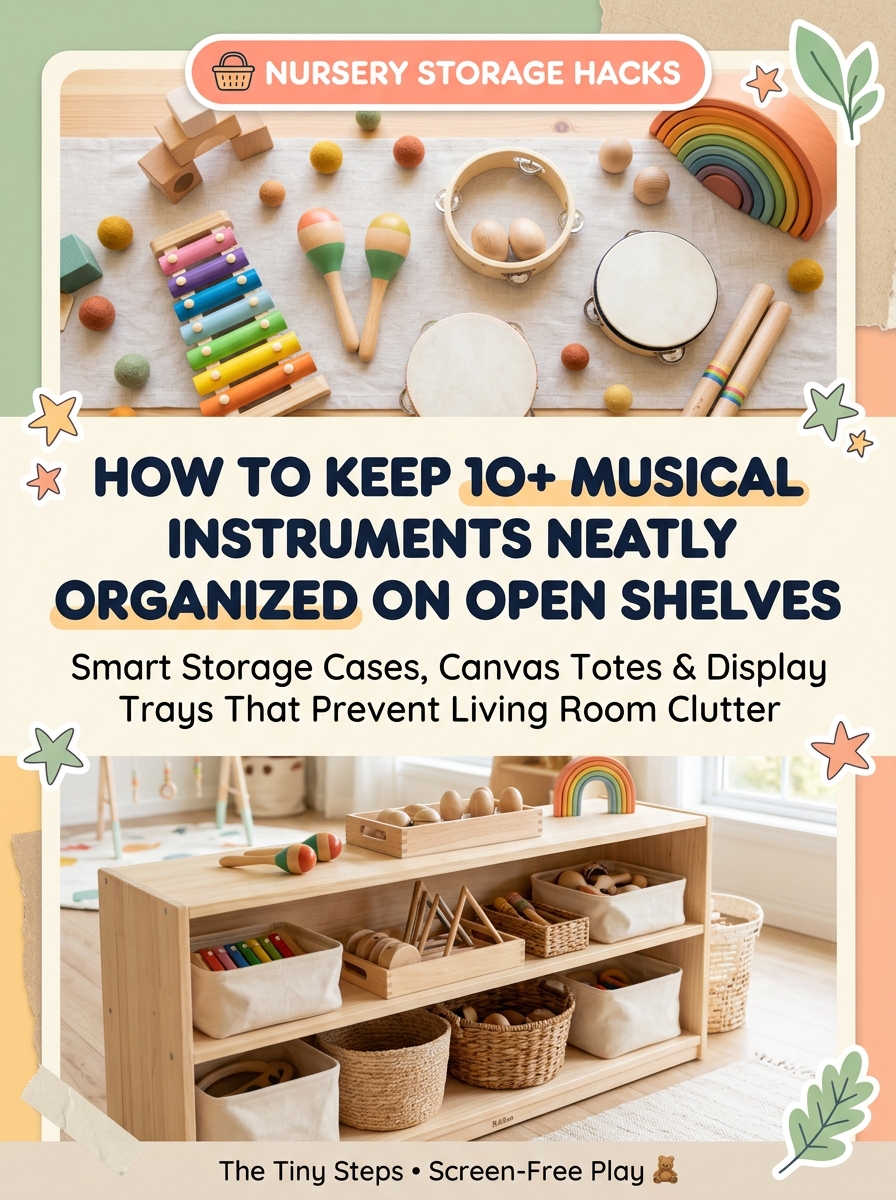 NURSERY STORAGE HACKS
HOW TO KEEP 10+ MUSICAL
INSTRUMENTS NEATLY
ORGANIZED ON OPEN SHELVES
Smart Storage Cases, Canvas Totes & Display
Trays That Prevent Living Room Clutter
The Tiny Steps • Screen-Free Play 🧸